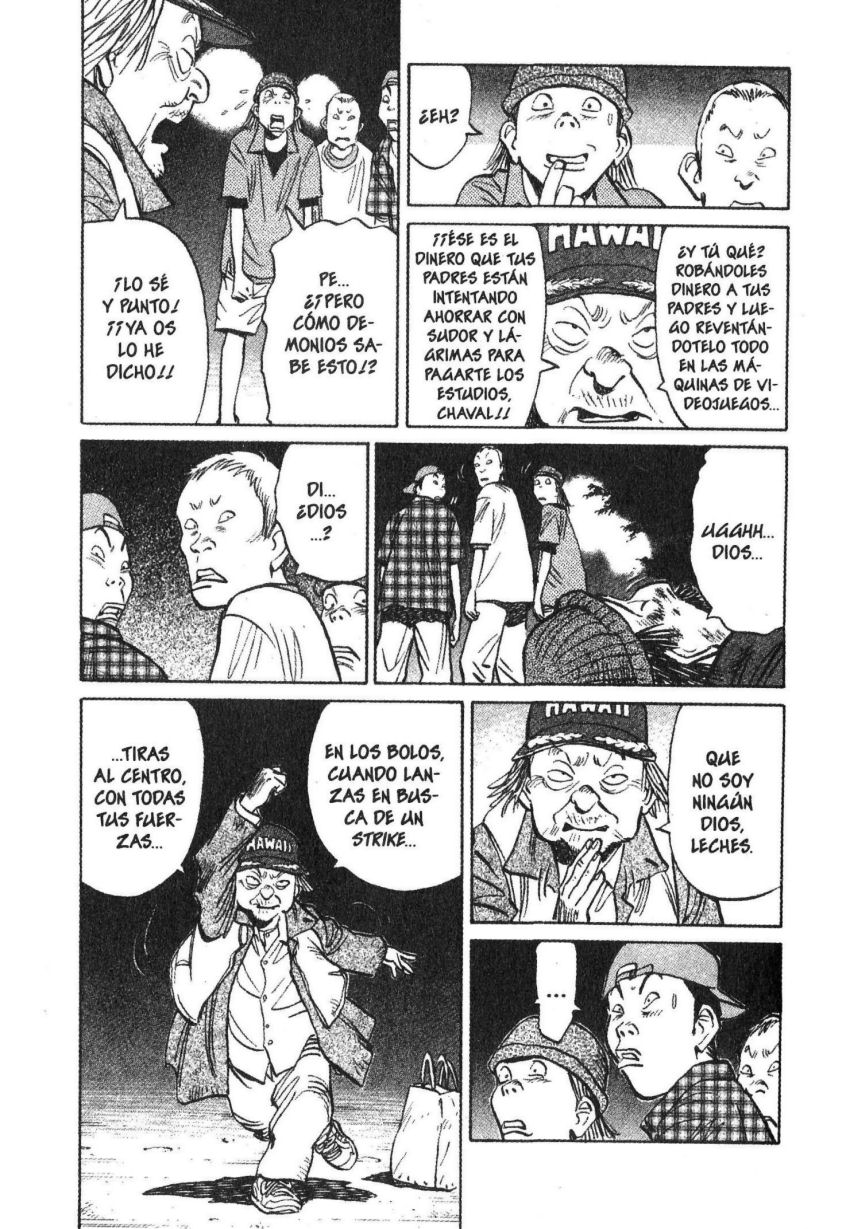 ¿EH?
¿Y TÚ QUÉ?
ROBÁNDOLES
DINERO A TUS
PADRES Y LUE-
GO REVENTÁN-
DOTELO TODO
EN LAS MÁ-
QUINAS DE VI-
DEOJUEGOS...
HAWAI
¡¡ÉSE ES EL
DINERO QUE TUS
PADRES ESTÁN
INTENTANDO
AHORRAR CON
SUDOR Y LÁ-
GRIMAS PARA
PAGARTE LOS
ESTUDIOS,
CHAVAL!!
PE...
¿¡PERO
CÓMO DE-
MONIOS SA-
BE ESTO!?
¡LO SÉ
Y PUNTO!
¡¡YA OS
LO HE
DICHO!!
UGGHH...
DIOS...
DI...
¿DIOS
...?
HAWAII
QUE
NO SOY
NINGÚN
DIOS,
LECHES.
...
EN LOS BOLOS,
CUANDO LAN-
ZAS EN BUS-
CA DE UN
STRIKE...
...TIRAS
AL CENTRO,
CON TODAS
TUS FUER-
ZAS...
HAWAII